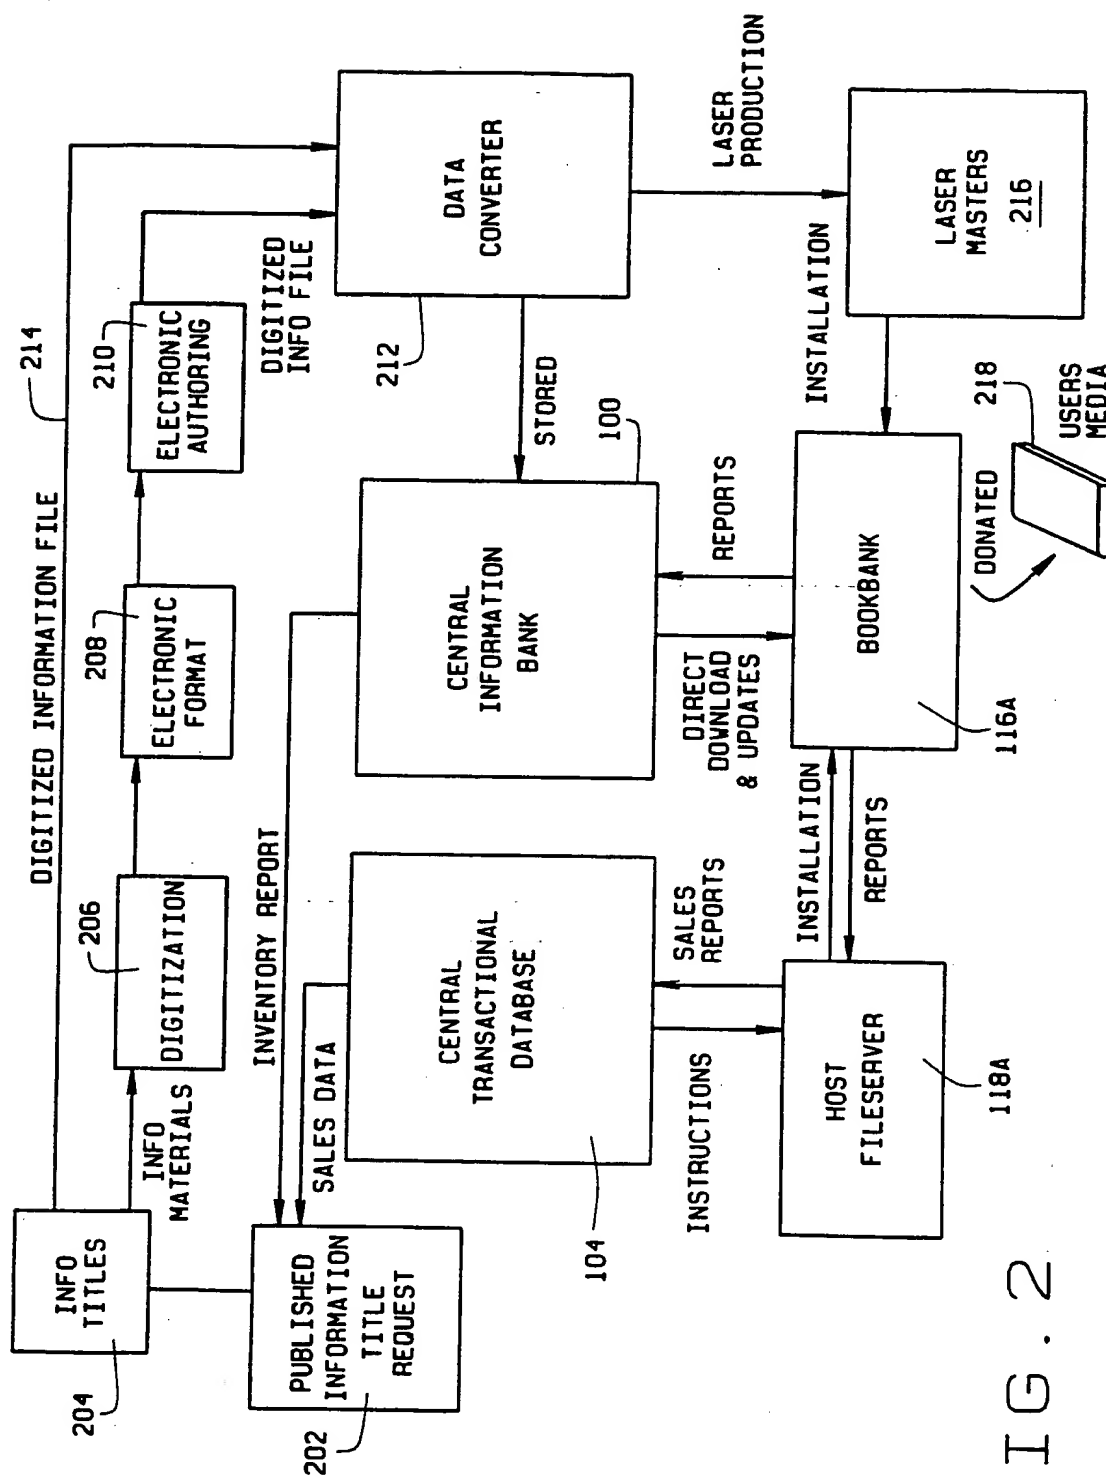 DIGITIZED INFORMATION FILE
214
INFO
TITLES
204
INFO
MATERIALS
DIGITIZATION
206
ELECTRONIC
FORMAT
208
ELECTRONIC
AUTHORING
210
DIGITIZED
INFO FILE
PUBLISHED
INFORMATION
TITLE
REQUEST
202
INVENTORY REPORT
SALES DATA
CENTRAL
TRANSACTIONAL
DATABASE
104
CENTRAL
INFORMATION
BANK
100
STORED
DATA
CONVERTER
212
LASER
PRODUCTION
INSTRUCTIONS
SALES
REPORTS
DIRECT
DOWNLOAD
& UPDATES
REPORTS
INSTALLATION
HOST
FILESERVER
118A
INSTALLATION
REPORTS
BOOKBANK
116A
LASER
MASTERS
216
DONATED
218
USERS
MEDIA
FIG. 2